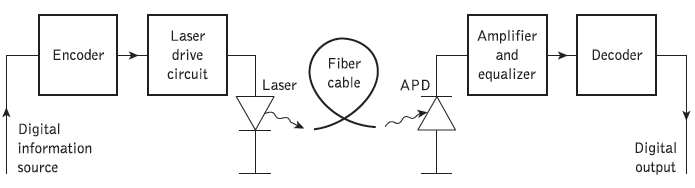 Encoder
Laser
drive
circuit
Laser
Fiber
cable
APD
Amplifier
and
equalizer
Decoder
Digital
information
source
Digital
output